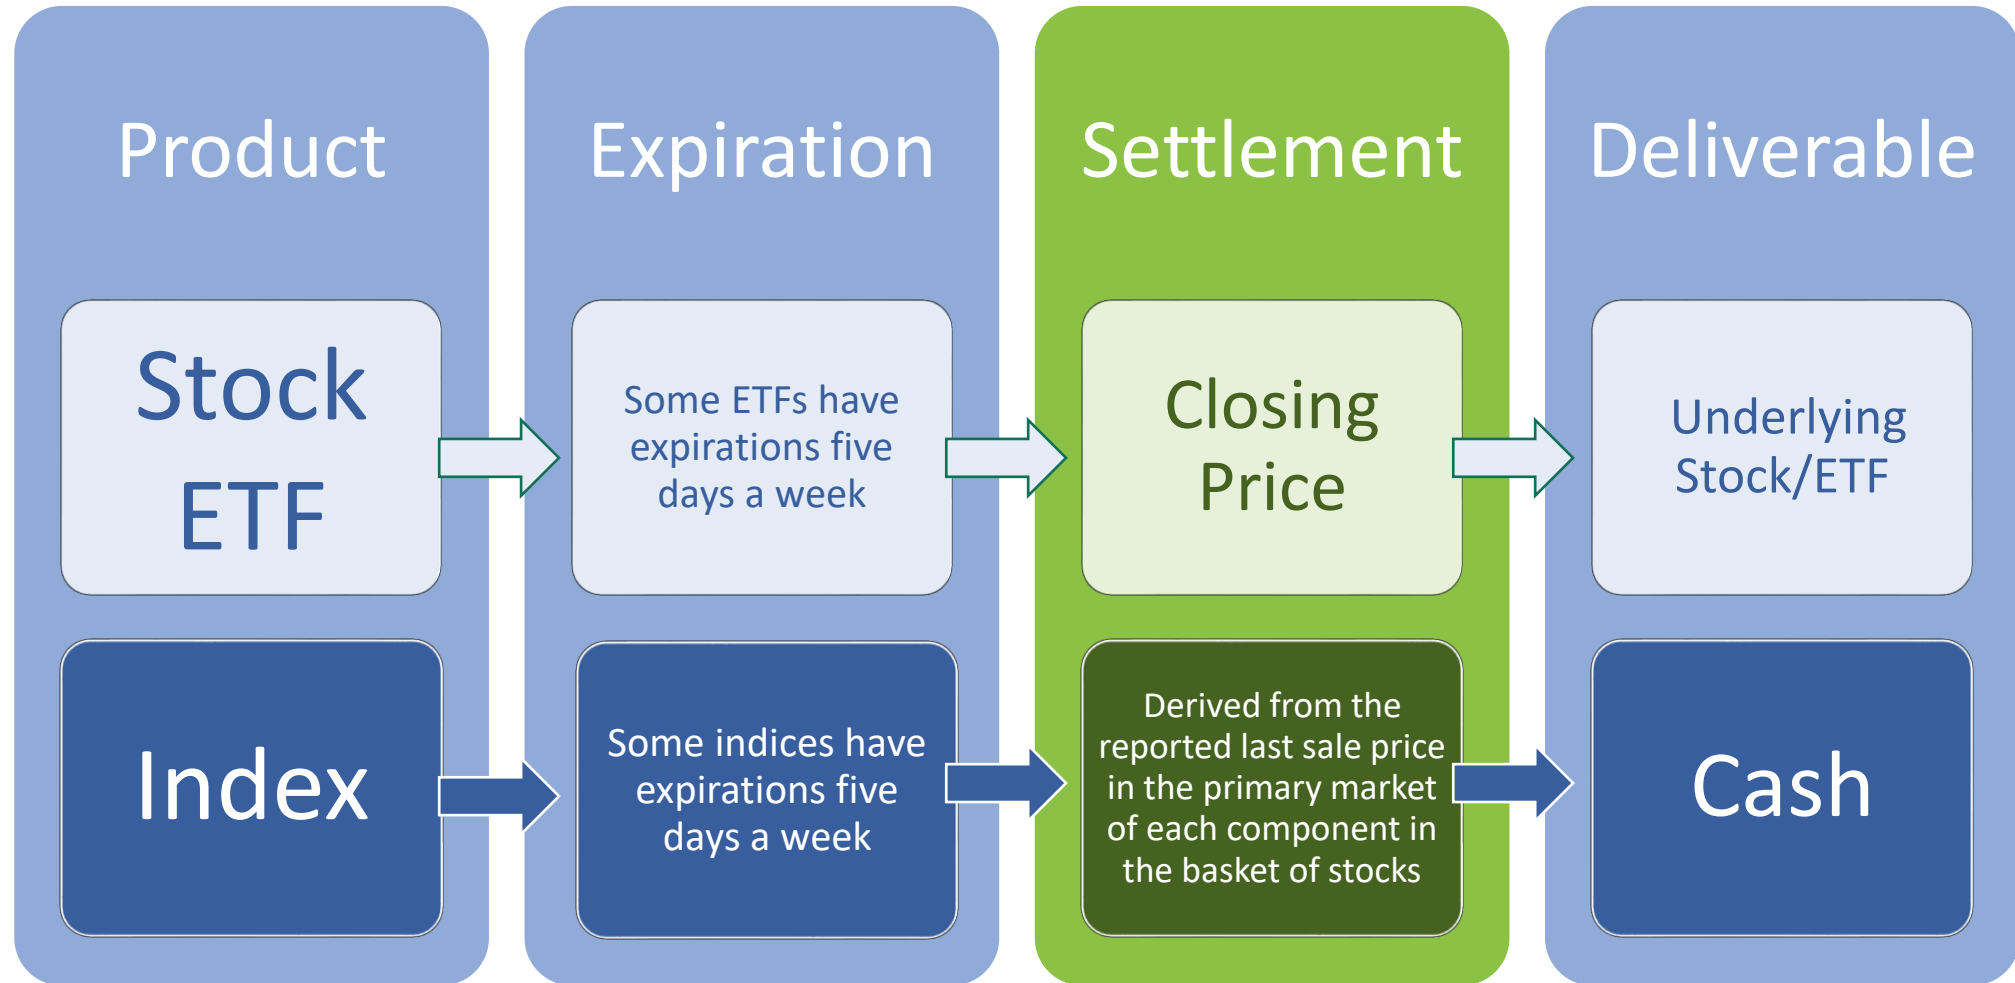 Product
Expiration
Settlement
Deliverable
Stock
ETF
Some ETFs have
expirations five
days a week
Closing
Price
Underlying
Stock/ETF
Index
Some indices have
expirations five
days a week
Derived from the
reported last sale price
in the primary market
of each component in
the basket of stocks
Cash